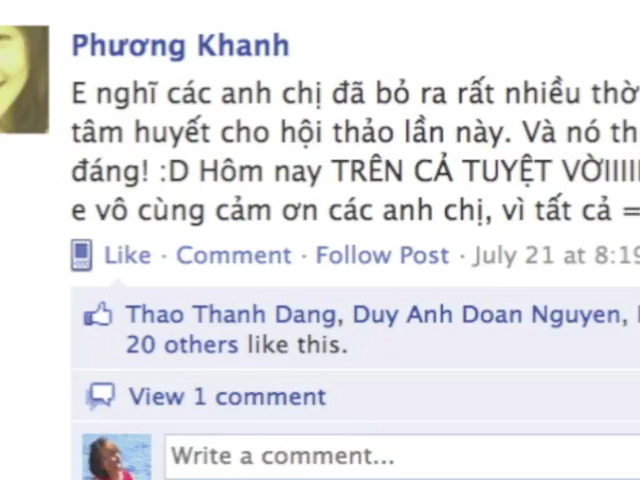 Phương Khanh
E nghĩ các anh chị đã bỏ ra rất nhiều thờ
tâm huyết cho hội thảo lần này. Và nó th
đáng! :D Hôm nay TRÊN CẢ TUYỆT VỜIIIII
e vô cùng cảm ơn các anh chị, vì tất cả =
Like · Comment · Follow Post · July 21 at 8:19
Thao Thanh Dang, Duy Anh Doan Nguyen,
20 others like this.
View 1 comment
Write a comment...